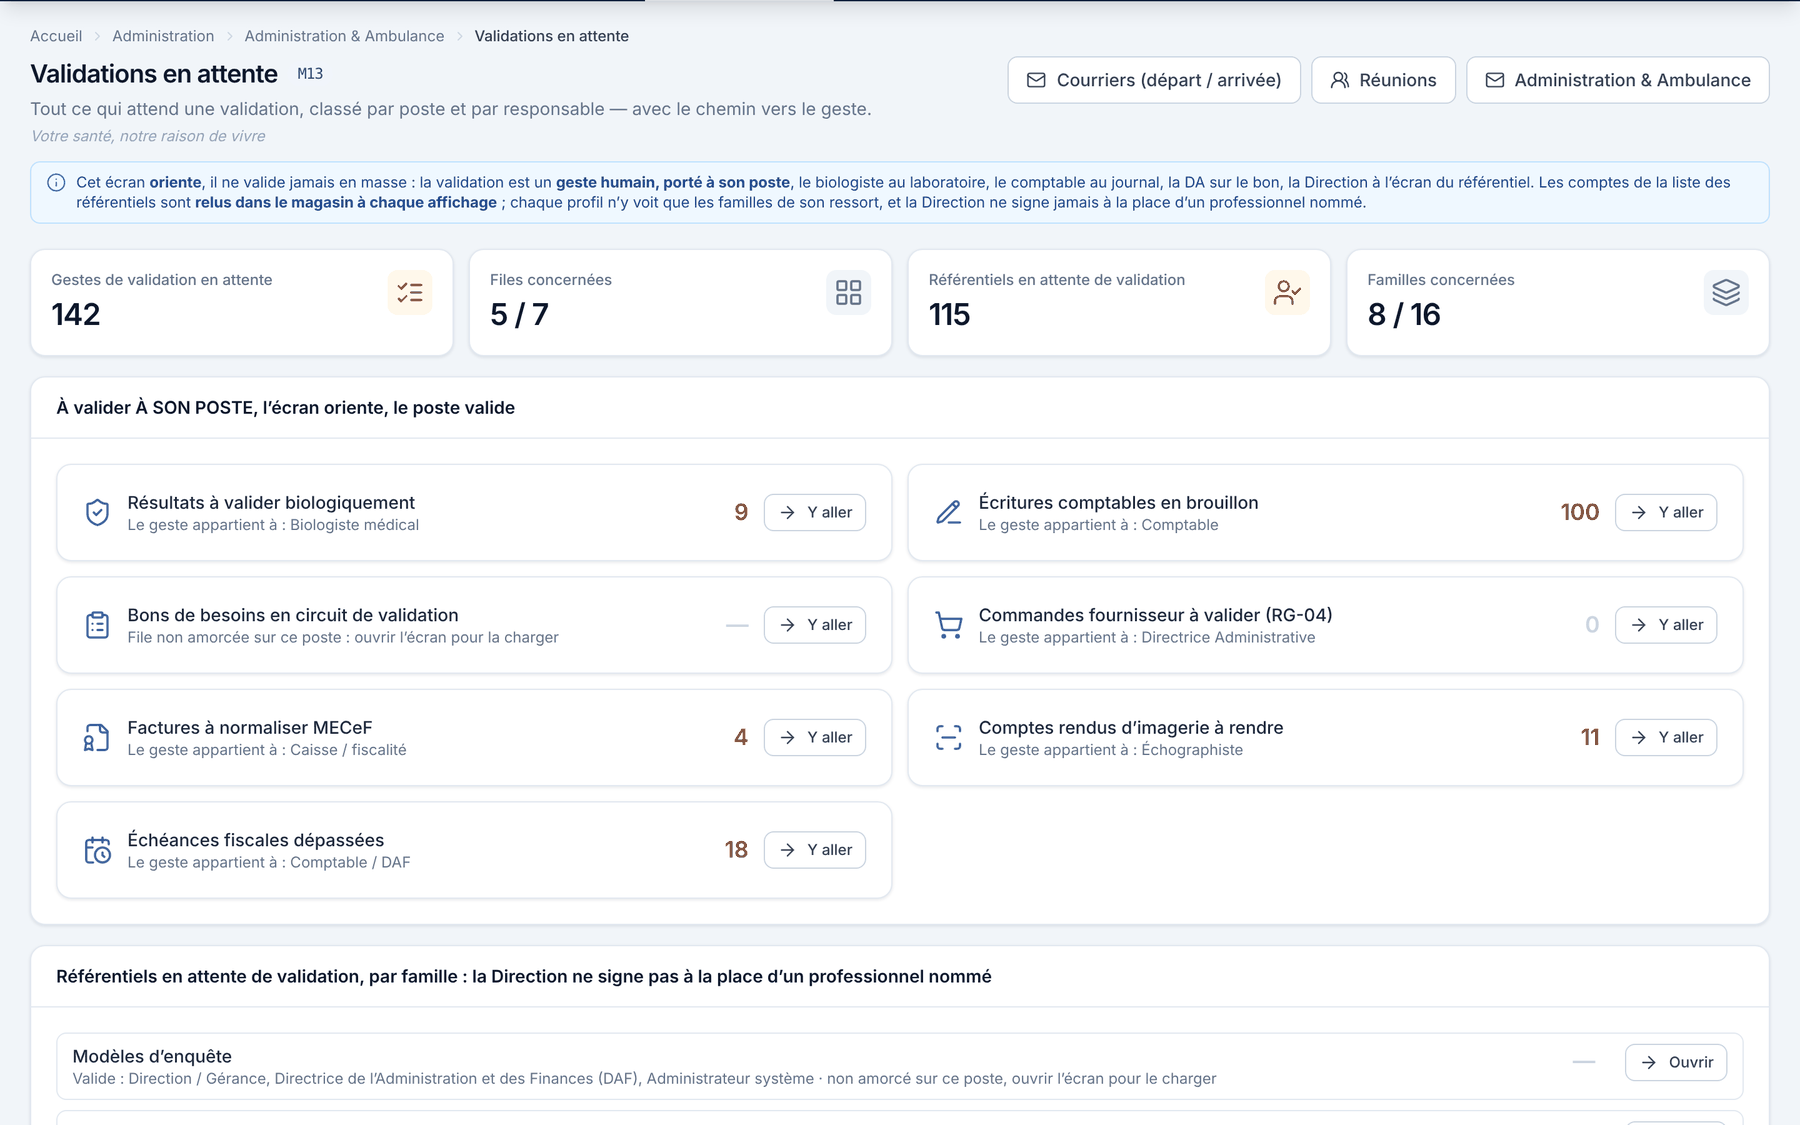 Accueil > Administration > Administration & Ambulance > Validations en attente
Validations en attente M13
Tout ce qui attend une validation, classé par poste et par responsable — avec le chemin vers le geste.
Votre santé, notre raison de vivre
Courriers (départ / arrivée)
Réunions
Administration & Ambulance
Cet écran oriente, il ne valide jamais en masse : la validation est un geste humain, porté à son poste, le biologiste au laboratoire, le comptable au journal, la DA sur le bon, la Direction à l’écran du référentiel. Les comptes de la liste des
référentiels sont relus dans le magasin à chaque affichage ; chaque profil n’y voit que les familles de son ressort, et la Direction ne signe jamais à la place d’un professionnel nommé.
Gestes de validation en attente
142
Files concernées
5 / 7
Référentiels en attente de validation
115
Familles concernées
8 / 16
À valider À SON POSTE, l’écran oriente, le poste valide
Résultats à valider biologiquement
Le geste appartient à : Biologiste médical
9
Y aller
Écritures comptables en brouillon
Le geste appartient à : Comptable
100
Y aller
Bons de besoins en circuit de validation
File non amorcée sur ce poste : ouvrir l’écran pour la charger
—
Y aller
Commandes fournisseur à valider (RG-04)
Le geste appartient à : Directrice Administrative
0
Y aller
Factures à normaliser MECeF
Le geste appartient à : Caisse / fiscalité
4
Y aller
Comptes rendus d’imagerie à rendre
Le geste appartient à : Échographiste
11
Y aller
Échéances fiscales dépassées
Le geste appartient à : Comptable / DAF
18
Y aller
Référentiels en attente de validation, par famille : la Direction ne signe pas à la place d’un professionnel nommé
Modèles d’enquête
Valide : Direction / Gérance, Directrice de l’Administration et des Finances (DAF), Administrateur système · non amorcé sur ce poste, ouvrir l’écran pour le charger
—
Ouvrir